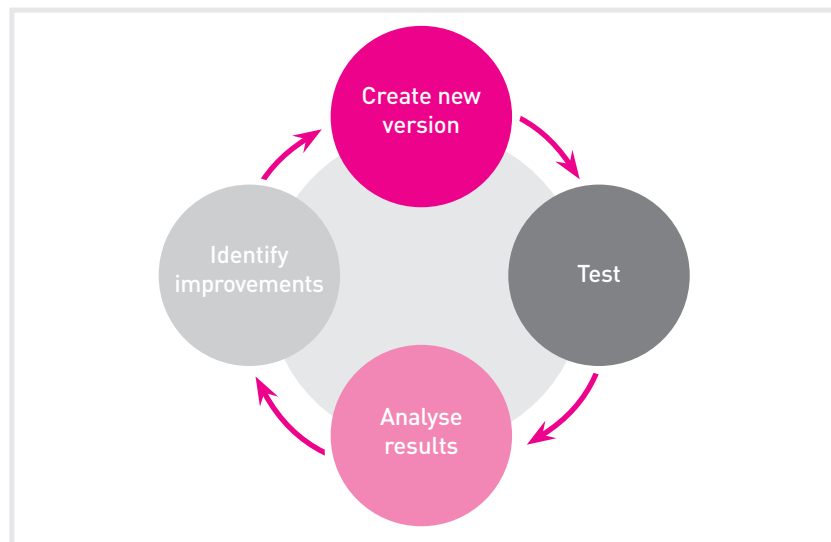 Create new
version
Test
Analyse
results
Identify
improvements